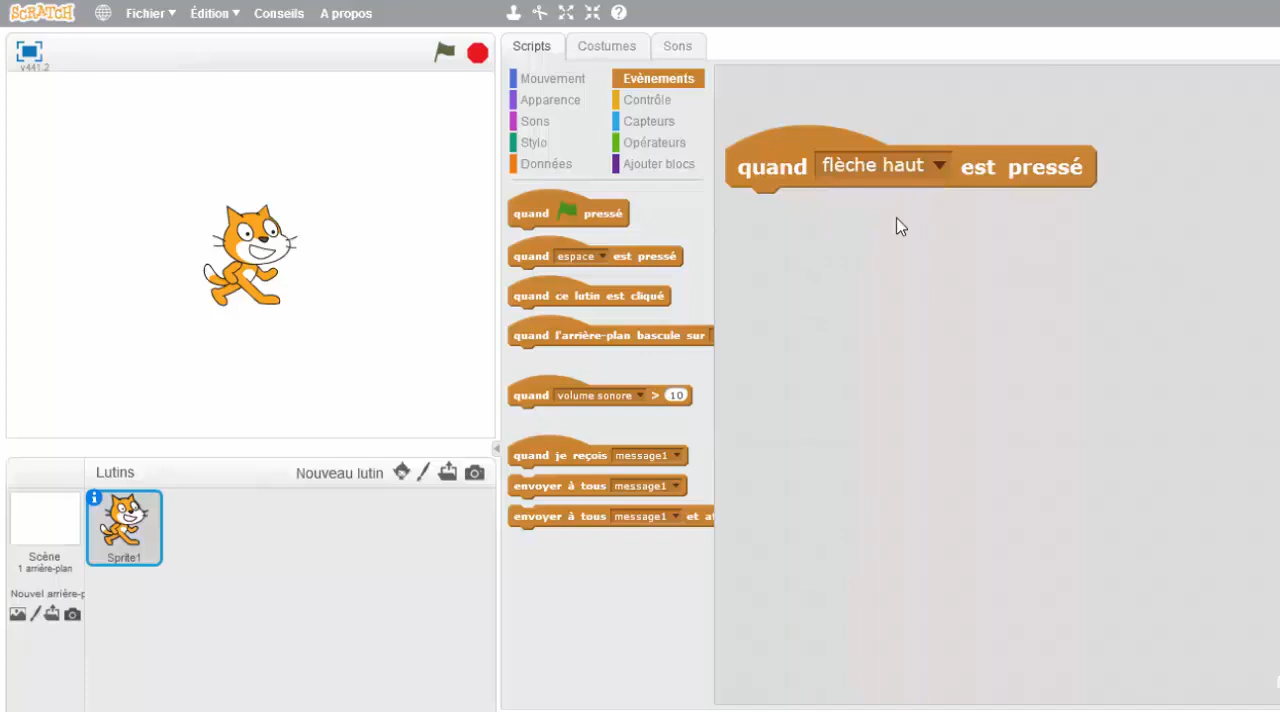 SCRATCH Fichier Édition Conseils A propos
v441.2
Scripts Costumes Sons
Mouvement Evènements
Apparence Contrôle
Sons Capteurs
Stylo Opérateurs
Données Ajouter blocs
quand pressé
quand espace est pressé
quand ce lutin est cliqué
quand l'arrière-plan bascule sur
quand volume sonore > 10
quand je reçois message1
envoyer à tous message1
envoyer à tous message1 et at
quand flèche haut est pressé
Lutins Nouveau lutin
Scène
1 arrière-plan
Nouvel arrière-p
Sprite1